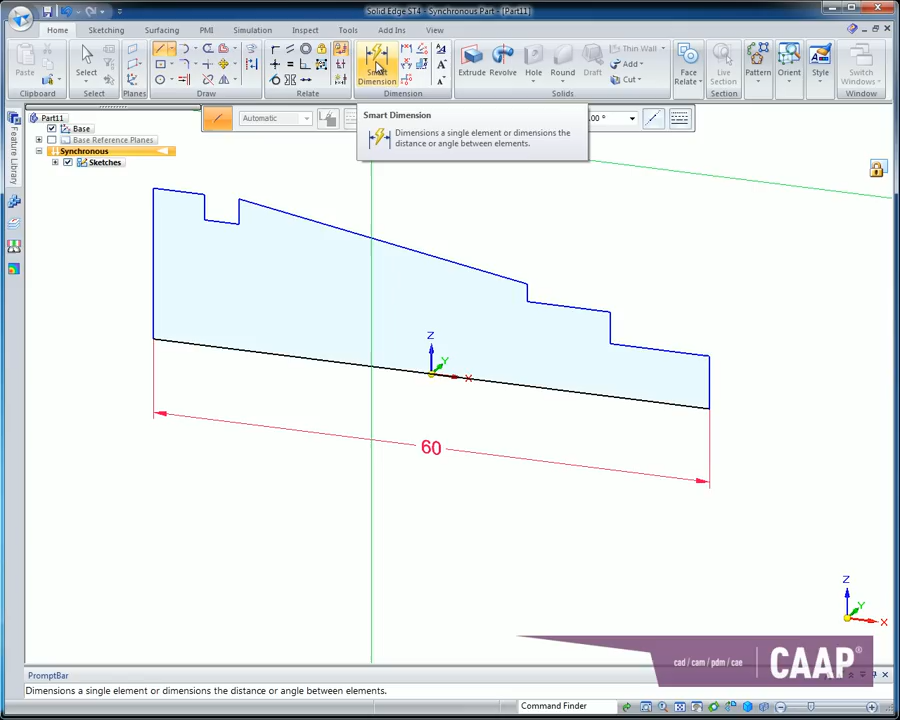 Solid Edge ST4 - Synchronous Part - [Part11]
Home Sketching Surfacing PMI Simulation Inspect Tools Add Ins View
Paste
Select
Smart
Dimension
Extrude Revolve Hole Round Draft
Thin Wall
Add
Cut
Face
Relate
Live
Section
Pattern
Orient
Style
Switch
Windows
Clipboard Select Draw Relate Dimension Solids Section Window
Part11
Base
Base Reference Planes
Synchronous
Sketches
Feature Library
Automatic
.00 °
Smart Dimension
Dimensions a single element or dimensions the
distance or angle between elements.
Z
Y
X
60
Z
Y
X
cad / cam / pdm / cae
CAAP®
PromptBar
Dimensions a single element or dimensions the distance or angle between elements.
Command Finder